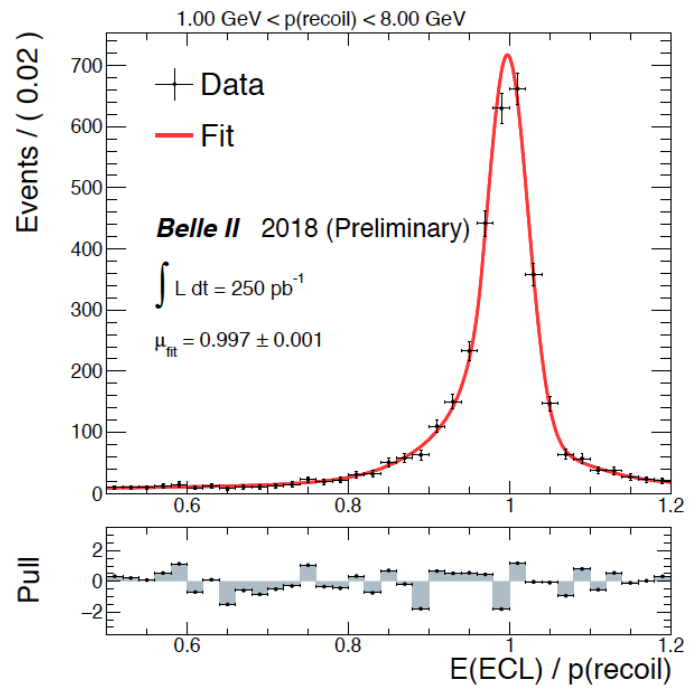 1.00 GeV < p(recoil) < 8.00 GeV
Events / ( 0.02)
700
600
500
400
300
200
100
0
Data
Fit
Belle II 2018 (Preliminary)
∫ L dt = 250 pb⁻¹
μ_fit = 0.997 ± 0.001
0.6 0.8 1 1.2
Pull
2
0
−2
0.6 0.8 1 1.2
E(ECL) / p(recoil)